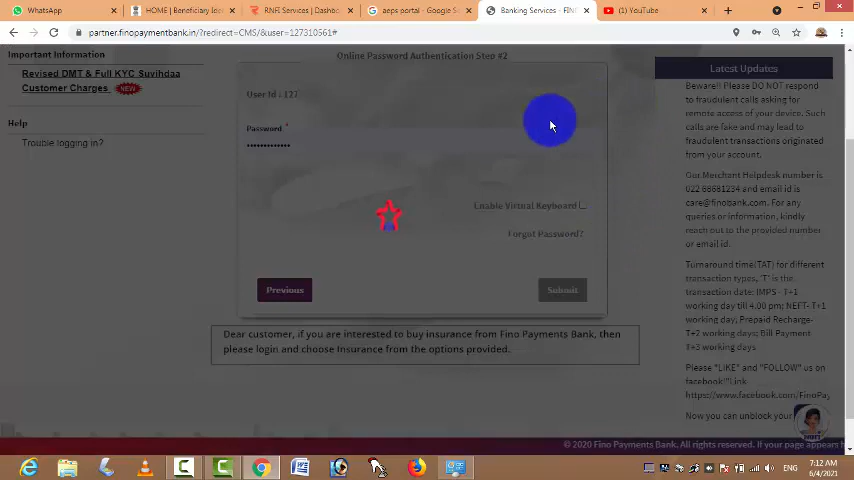 WhatsApp
HOME | Beneficiary Ide
RNFI Services | Dashbo
aeps portal - Google Se
Banking Services - FINO
(1) YouTube
partner.finopaymentbank.in/?redirect=CMS/&user=127310561#
Important Information
Revised DMT & Full KYC Suvihdaa
Customer Charges NEW
Help
Trouble logging in?
Online Password Authentication Step #2
User Id : 127
Password *
•••••••••••••
Enable Virtual Keyboard
Forgot Password?
Previous
Submit
Dear customer, if you are interested to buy insurance from Fino Payments Bank, then
please login and choose Insurance from the options provided.
Latest Updates
Beware!! Please DO NOT respond
to fraudulent calls asking for
remote access of your device. Such
calls are fake and may lead to
fraudulent transactions originated
from your account.
Our Merchant Helpdesk number is
022 68681234 and email id is
care@finobank.com. For any
queries or information, kindly
reach out to the provided number
or email id.
Turnaround time(TAT) for different
transaction types, 'T' is the
transaction date: IMPS - T+1
working day till 4.00 pm; NEFT- T+1
working day; Prepaid Recharge-
T+2 working days; Bill Payment
T+3 working days
Please "LIKE" and "FOLLOW" us on
facebook!"Link
https://www.facebook.com/FinoPay
Now you can unblock your
© 2020 Fino Payments Bank. All rights reserved. If your page appears h
ENG
7:12 AM
6/4/2021